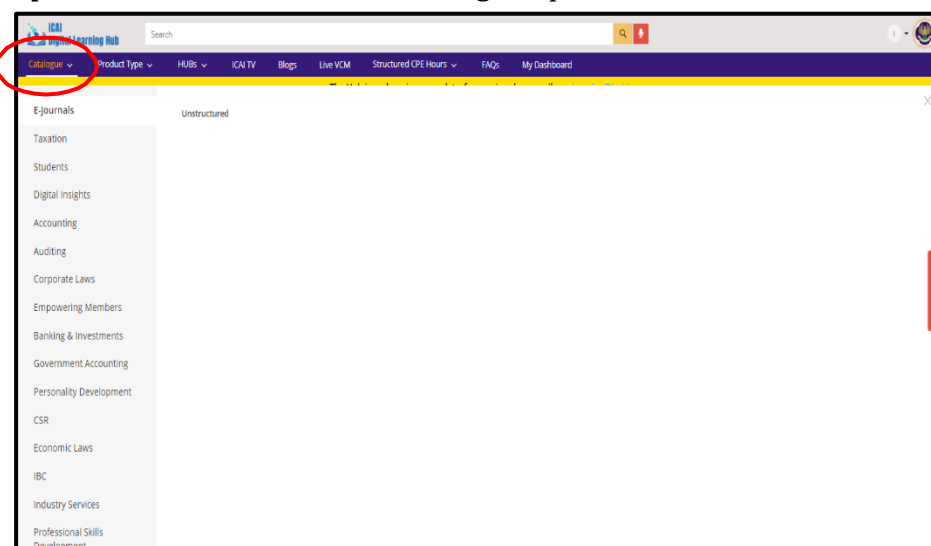 ICAI
Digital Learning Hub
Search
Catalogue
Product Type
HUBs
ICAI TV
Blogs
Live VCM
Structured CPE Hours
FAQs
My Dashboard
X
E-Journals
Unstructured
Taxation
Students
Digital Insights
Accounting
Auditing
Corporate Laws
Empowering Members
Banking & Investments
Government Accounting
Personality Development
CSR
Economic Laws
IBC
Industry Services
Professional Skills
Development